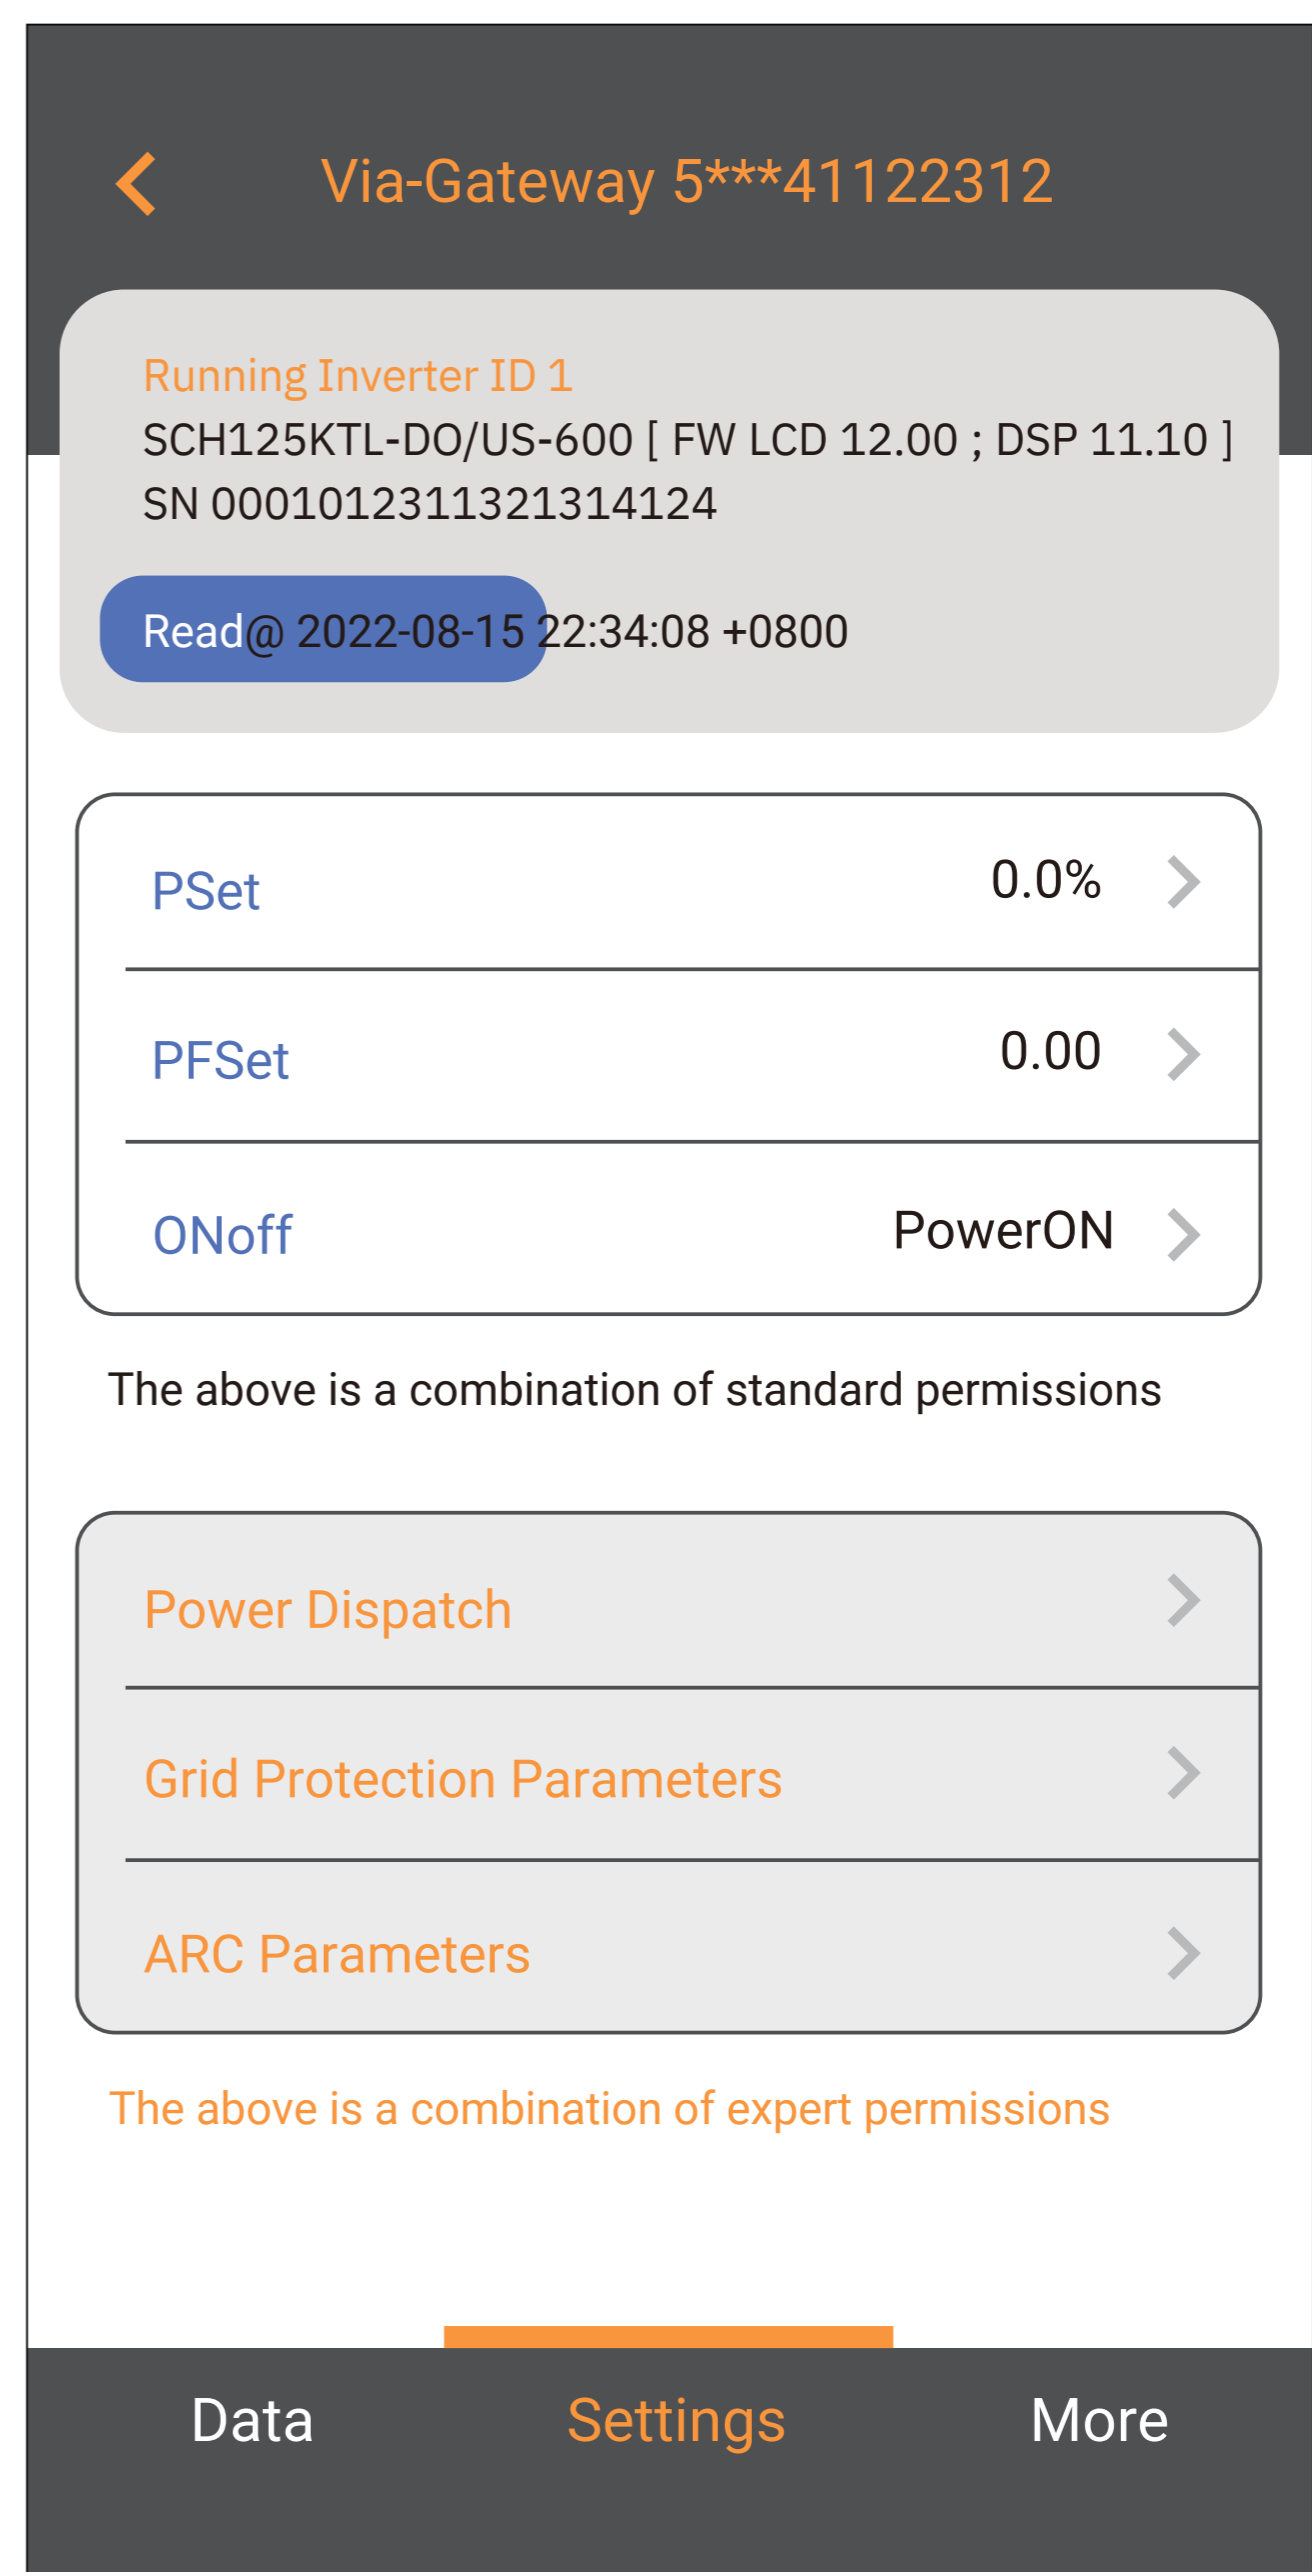 Via-Gateway 5***41122312
Running Inverter ID 1
SCH125KTL-DO/US-600 [ FW LCD 12.00 ; DSP 11.10 ]
SN 0001012311321314124
Read@ 2022-08-15 22:34:08 +0800
PSet 0.0%
PFSet 0.00
ONoff PowerON
The above is a combination of standard permissions
Power Dispatch
Grid Protection Parameters
ARC Parameters
The above is a combination of expert permissions
Data Settings More